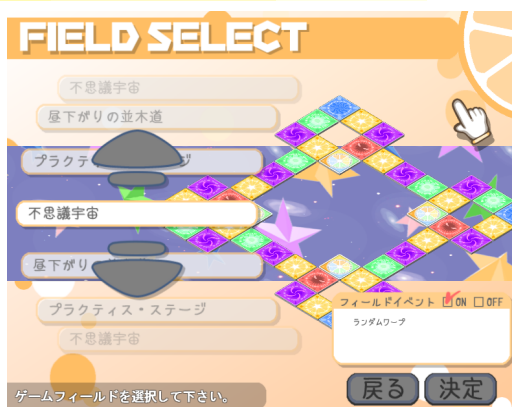 FIELD SELECT
不思議宇宙
昼下がりの並木道
プラクテ ジ
不思議宇宙
昼下がり
プラクティス・ステージ
不思議宇宙
フィールドイベント ON OFF
ランダムワープ
ゲームフィールドを選択して下さい。
戻る 決定